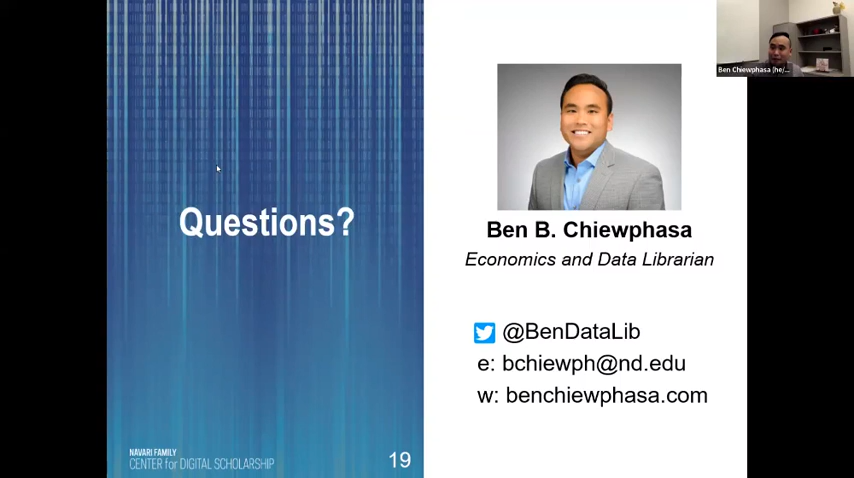 Questions?
NAVARI FAMILY
CENTER for DIGITAL SCHOLARSHIP
19
Ben B. Chiewphasa
Economics and Data Librarian
@BenDataLib
e: bchiewph@nd.edu
w: benchiewphasa.com
Ben Chiewphasa (he/...